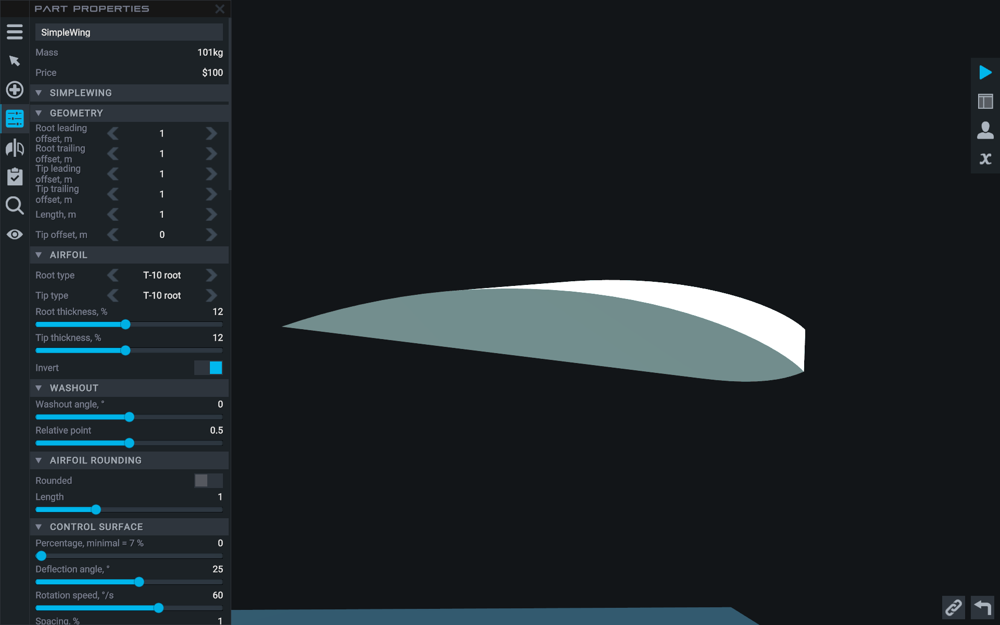 PART PROPERTIES
SimpleWing
Mass 101kg
Price $100
SIMPLEWING
GEOMETRY
Root leading
offset, m 1
Root trailing
offset, m 1
Tip leading
offset, m 1
Tip trailing
offset, m 1
Length, m 1
Tip offset, m 0
AIRFOIL
Root type T-10 root
Tip type T-10 root
Root thickness, % 12
Tip thickness, % 12
Invert
WASHOUT
Washout angle, ° 0
Relative point 0.5
AIRFOIL ROUNDING
Rounded
Length 1
CONTROL SURFACE
Percentage, minimal = 7 % 0
Deflection angle, ° 25
Rotation speed, °/s 60
Spacing, % 1